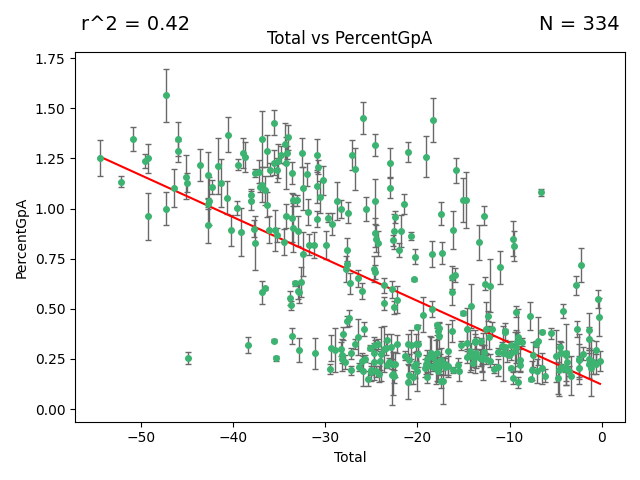 r^2 = 0.42 N = 334
Total vs PercentGpA
1.75
1.50
1.25
1.00
0.75
0.50
0.25
0.00
PercentGpA
−50 −40 −30 −20 −10 0
Total